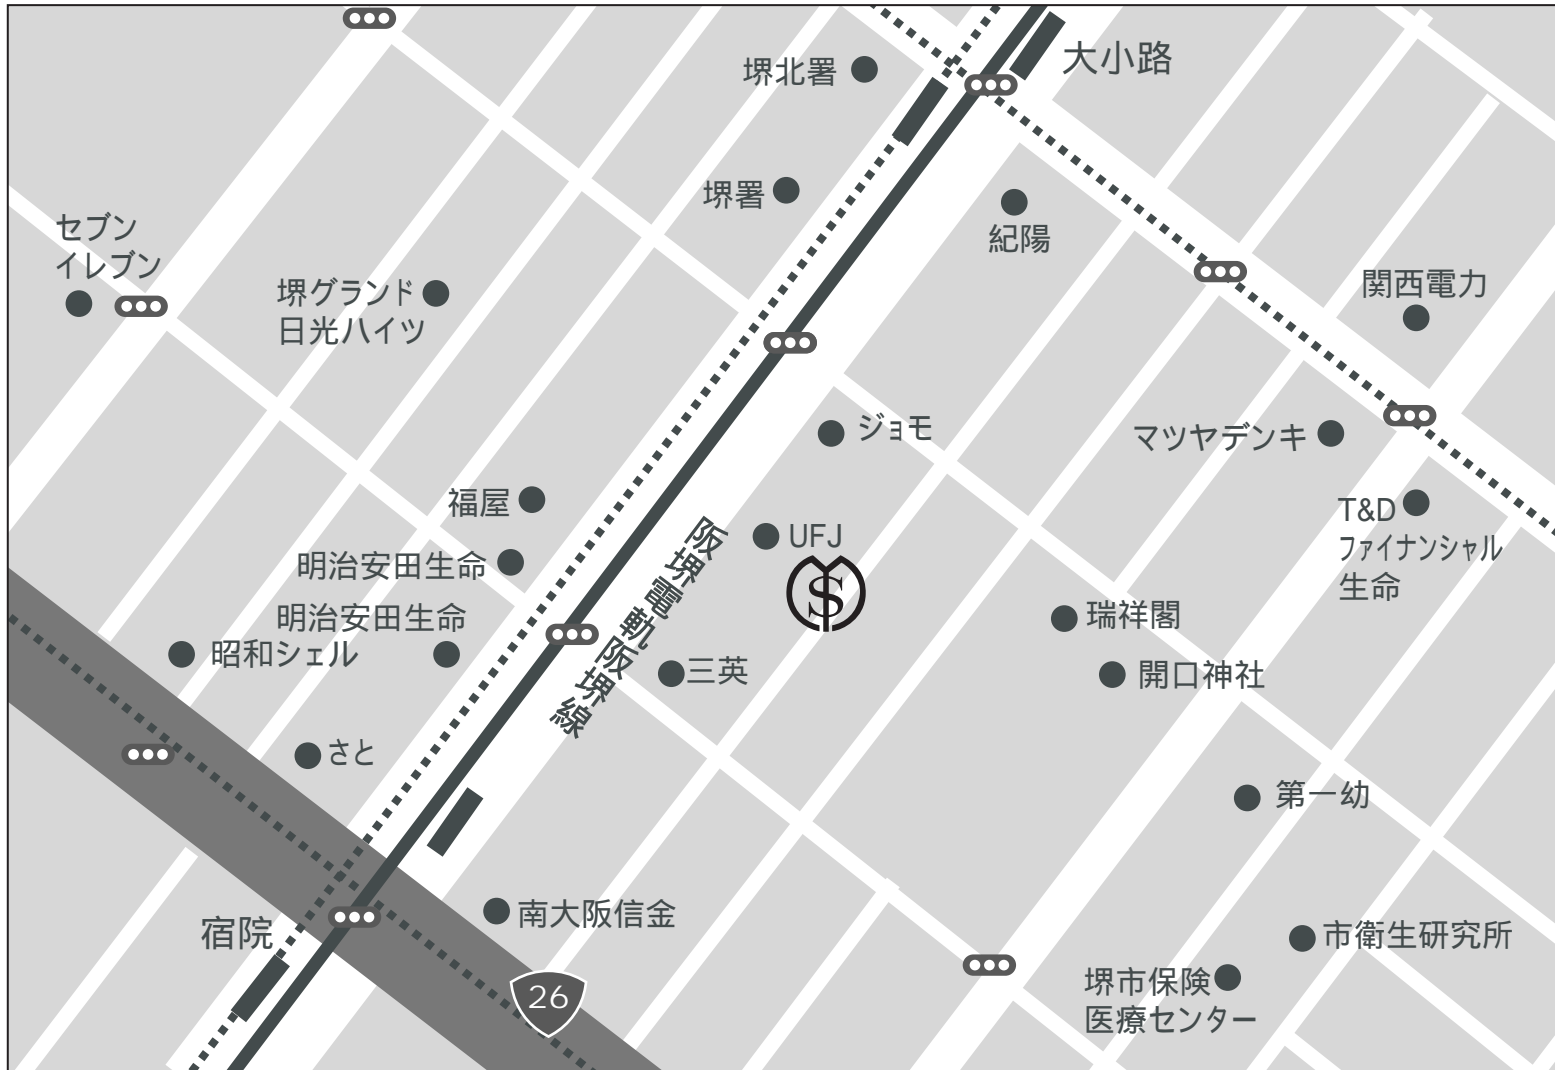 大小路
堺北署
堺署
紀陽
セブン
イレブン
堺グランド
日光ハイツ
関西電力
ジョモ
マツヤデンキ
福屋
T&D
ファイナンシャル
生命
UFJ
阪堺電軌阪堺線
明治安田生命
明治安田生命
昭和シェル
瑞祥閣
三英
開口神社
さと
第一幼
南大阪信金
宿院
市衛生研究所
堺市保険
医療センター
26